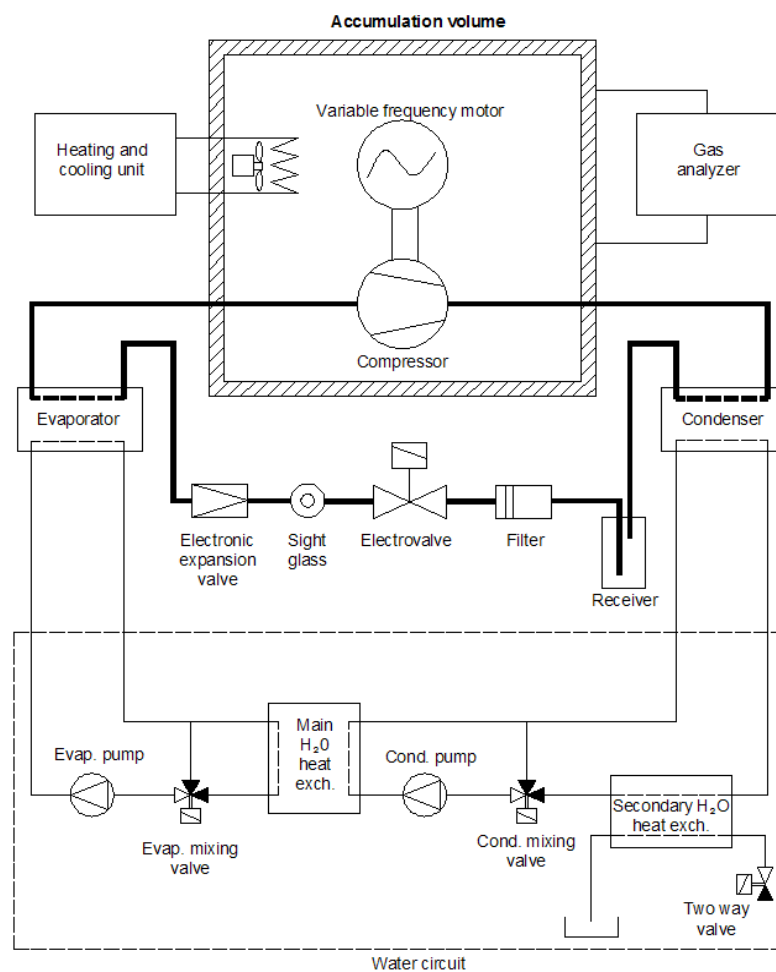 Accumulation volume
Variable frequency motor
Heating and
cooling unit
Gas
analyzer
Compressor
Evaporator
Condenser
Electronic
expansion
valve
Sight
glass
Electrovalve
Filter
Receiver
Main
H₂0
heat
exch.
Evap. pump
Cond. pump
Secondary H₂O
heat exch.
Evap. mixing
valve
Cond. mixing
valve
Two way
valve
Water circuit